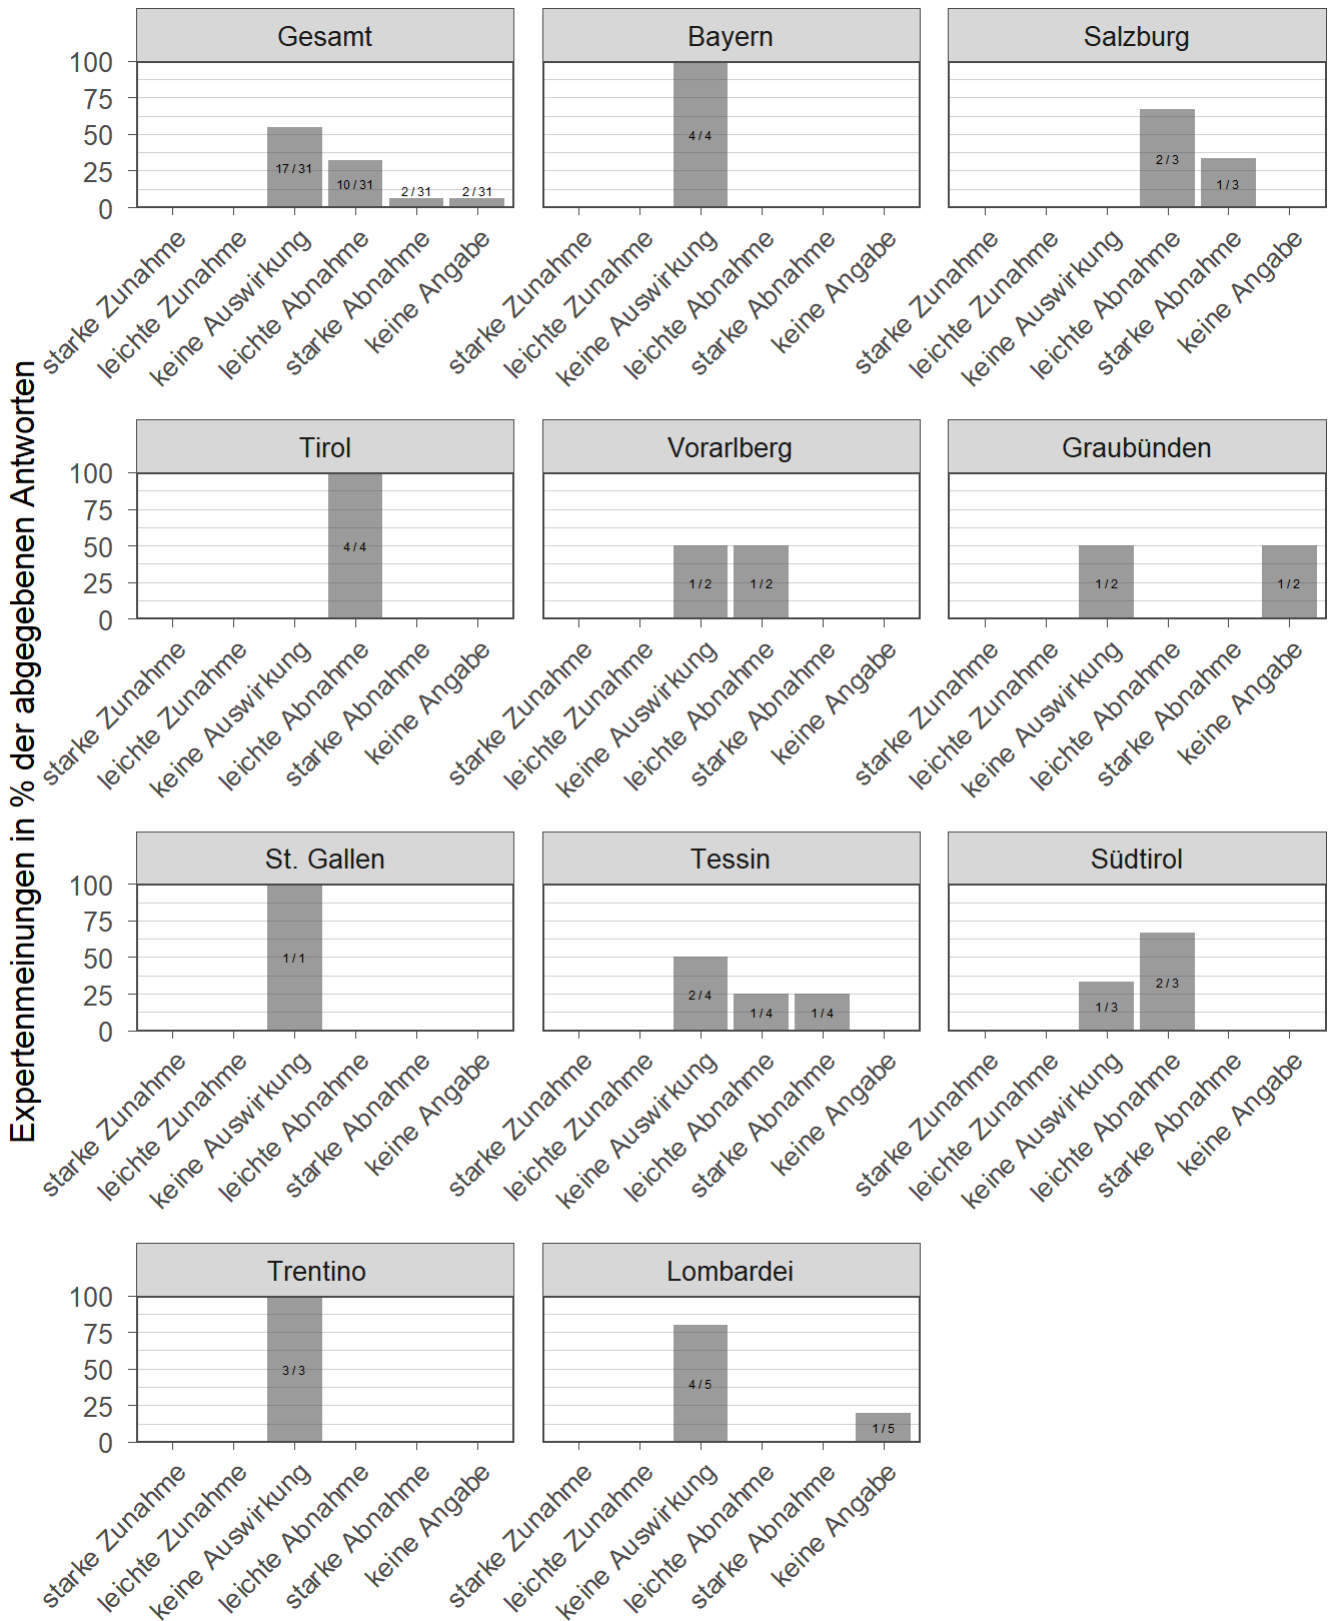 Expertenmeinungen in % der abgegebenen Antworten
Gesamt
100
75
50
25
0
17 / 31
10 / 31
2 / 31
2 / 31
starke Zunahme
leichte Zunahme
keine Auswirkung
leichte Abnahme
starke Abnahme
keine Angabe
Bayern
4 / 4
starke Zunahme
leichte Zunahme
keine Auswirkung
leichte Abnahme
starke Abnahme
keine Angabe
Salzburg
2 / 3
1 / 3
starke Zunahme
leichte Zunahme
keine Auswirkung
leichte Abnahme
starke Abnahme
keine Angabe
Tirol
100
75
50
25
0
4 / 4
starke Zunahme
leichte Zunahme
keine Auswirkung
leichte Abnahme
starke Abnahme
keine Angabe
Vorarlberg
1 / 2
1 / 2
starke Zunahme
leichte Zunahme
keine Auswirkung
leichte Abnahme
starke Abnahme
keine Angabe
Graubünden
1 / 2
1 / 2
starke Zunahme
leichte Zunahme
keine Auswirkung
leichte Abnahme
starke Abnahme
keine Angabe
St. Gallen
100
75
50
25
0
1 / 1
starke Zunahme
leichte Zunahme
keine Auswirkung
leichte Abnahme
starke Abnahme
keine Angabe
Tessin
2 / 4
1 / 4
1 / 4
starke Zunahme
leichte Zunahme
keine Auswirkung
leichte Abnahme
starke Abnahme
keine Angabe
Südtirol
1 / 3
2 / 3
starke Zunahme
leichte Zunahme
keine Auswirkung
leichte Abnahme
starke Abnahme
keine Angabe
Trentino
100
75
50
25
0
3 / 3
starke Zunahme
leichte Zunahme
keine Auswirkung
leichte Abnahme
starke Abnahme
keine Angabe
Lombardei
4 / 5
1 / 5
starke Zunahme
leichte Zunahme
keine Auswirkung
leichte Abnahme
starke Abnahme
keine Angabe